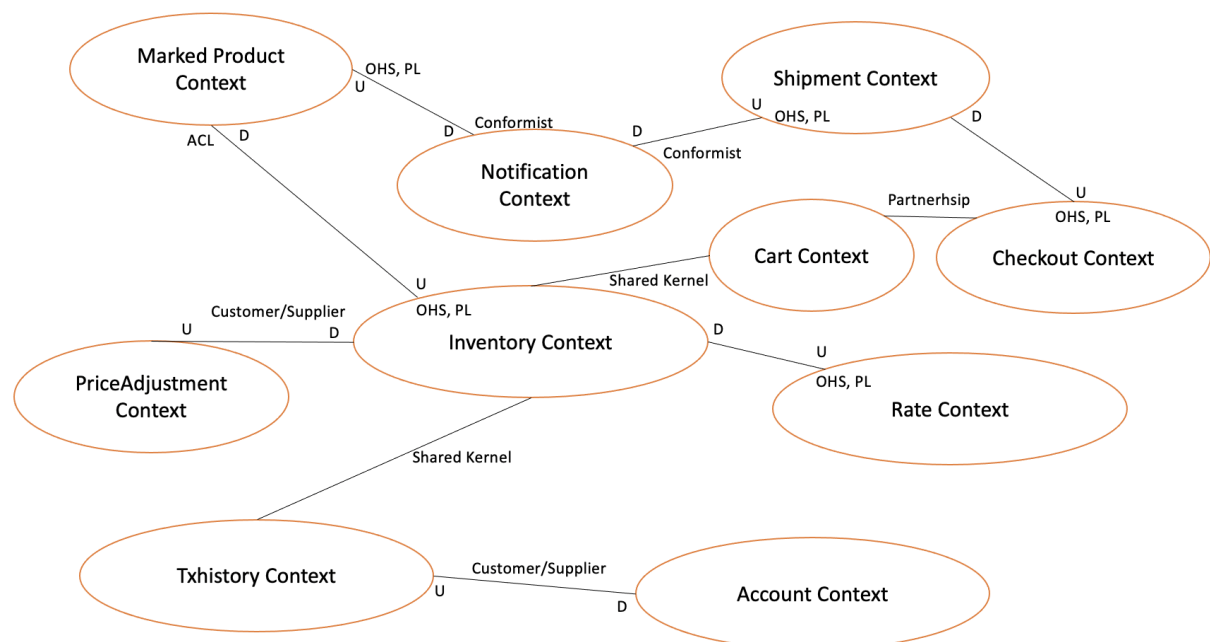 Marked Product
Context
OHS, PL
U
ACL
D
D
Conformist
Notification
Context
D
Conformist
Shipment Context
U
OHS, PL
D
U
OHS, PL
Partnerhsip
Cart Context
Checkout Context
Shared Kernel
U
OHS, PL
Customer/Supplier
U
D
Inventory Context
D
U
OHS, PL
PriceAdjustment
Context
Rate Context
Shared Kernel
Txhistory Context
Customer/Supplier
U
D
Account Context